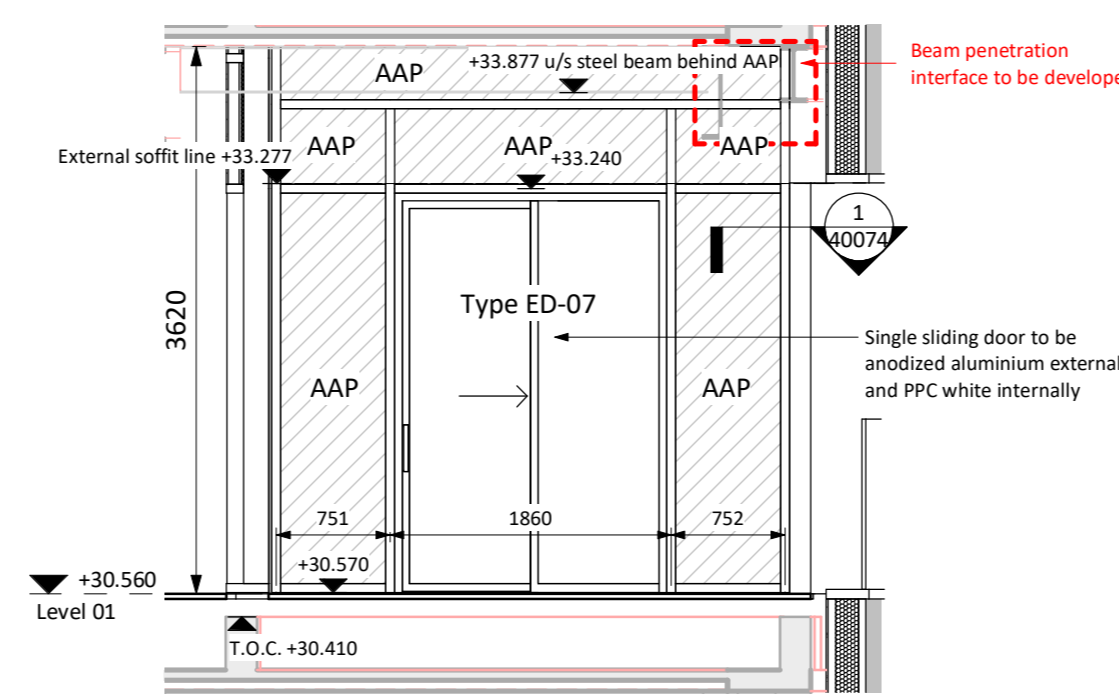 +33.877 u/s steel beam behind AAP
AAP
Beam penetration
interface to be develope
External soffit line +33.277
AAP
AAP
+33.240
AAP
1
40074
3620
Type ED-07
Single sliding door to be
anodized aluminium external
and PPC white internally
AAP
AAP
751
1860
752
+30.570
+30.560
Level 01
T.O.C. +30.410